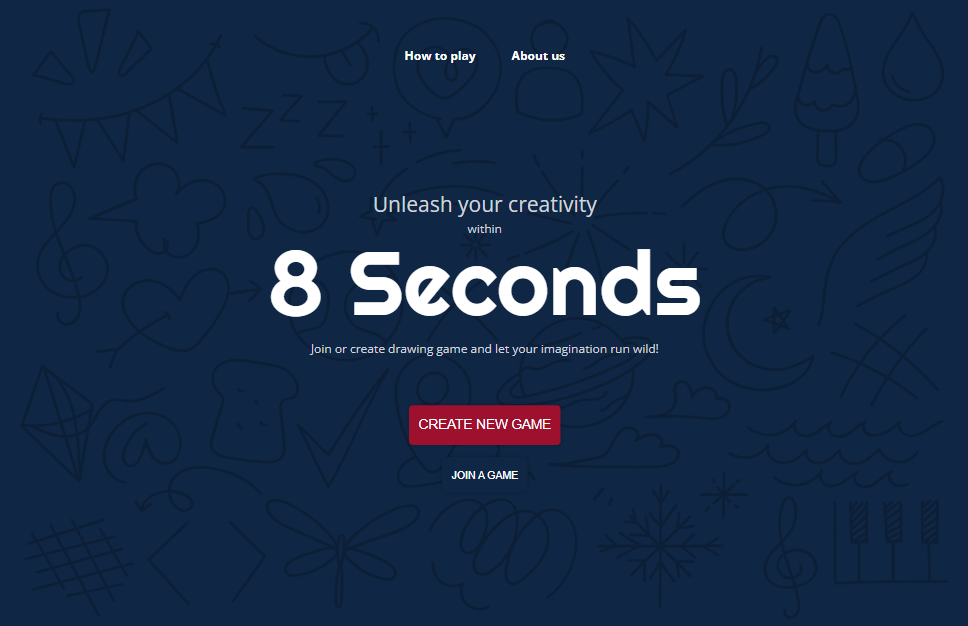 How to play About us
Unleash your creativity
within
8 Seconds
Join or create drawing game and let your imagination run wild!
CREATE NEW GAME
JOIN A GAME